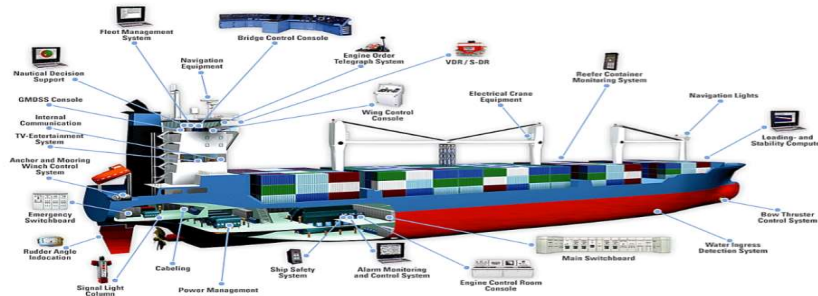 Fleet Management
System
Bridge Control Console
Navigation
Equipment
Engine Order
Telegraph System
VDR / S-DR
Reefer Container
Monitoring System
Nautical Decision
Support
GMDSS Console
Internal
Communication
TV-Entertainment
System
Anchor and Mooring
Winch Control System
Wing Control
Console
Electrical Crane
Equipment
Navigation Lights
Loading- and
Stability Compute
Emergency
Switchboard
Rudder Angle
Indocation
Signal Light
Column
Cabeling
Power Management
Ship Safety
System
Alarm Monitoring
and Control System
Engine Control Room
Console
Main Switchboard
Water Ingress
Detection System
Bow Thruster
Control System